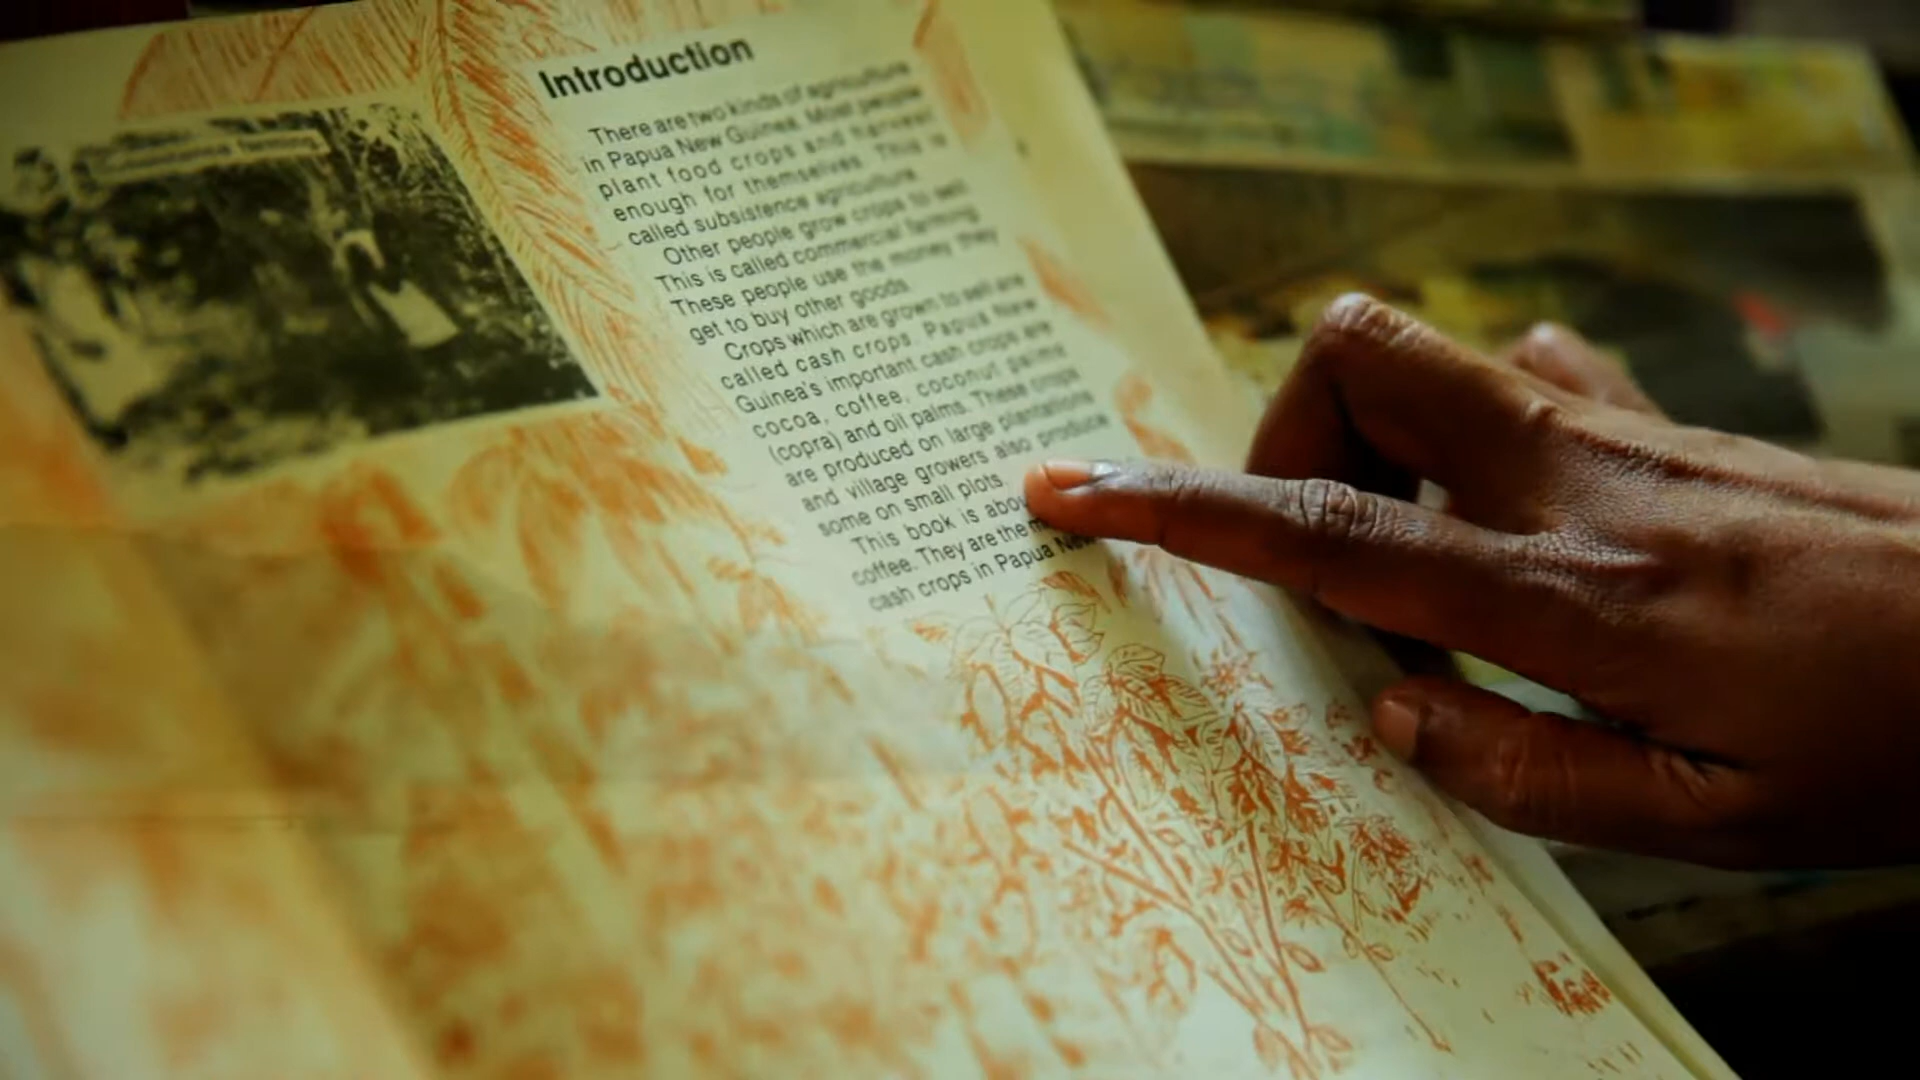 Subsistence farming
Introduction
There are two kinds of agriculture
in Papua New Guinea. Most people
plant food crops and harvest
enough for themselves. This is
called subsistence agriculture.
Other people grow crops to sell.
This is called commercial farming.
These people use the money they
get to buy other goods.
Crops which are grown to sell are
called cash crops. Papua New
Guinea's important cash crops are
cocoa, coffee, coconut palms
(copra) and oil palms. These crops
are produced on large plantations
and village growers also produce
some on small plots.
This book is abou
coffee. They are the m
cash crops in Papua New